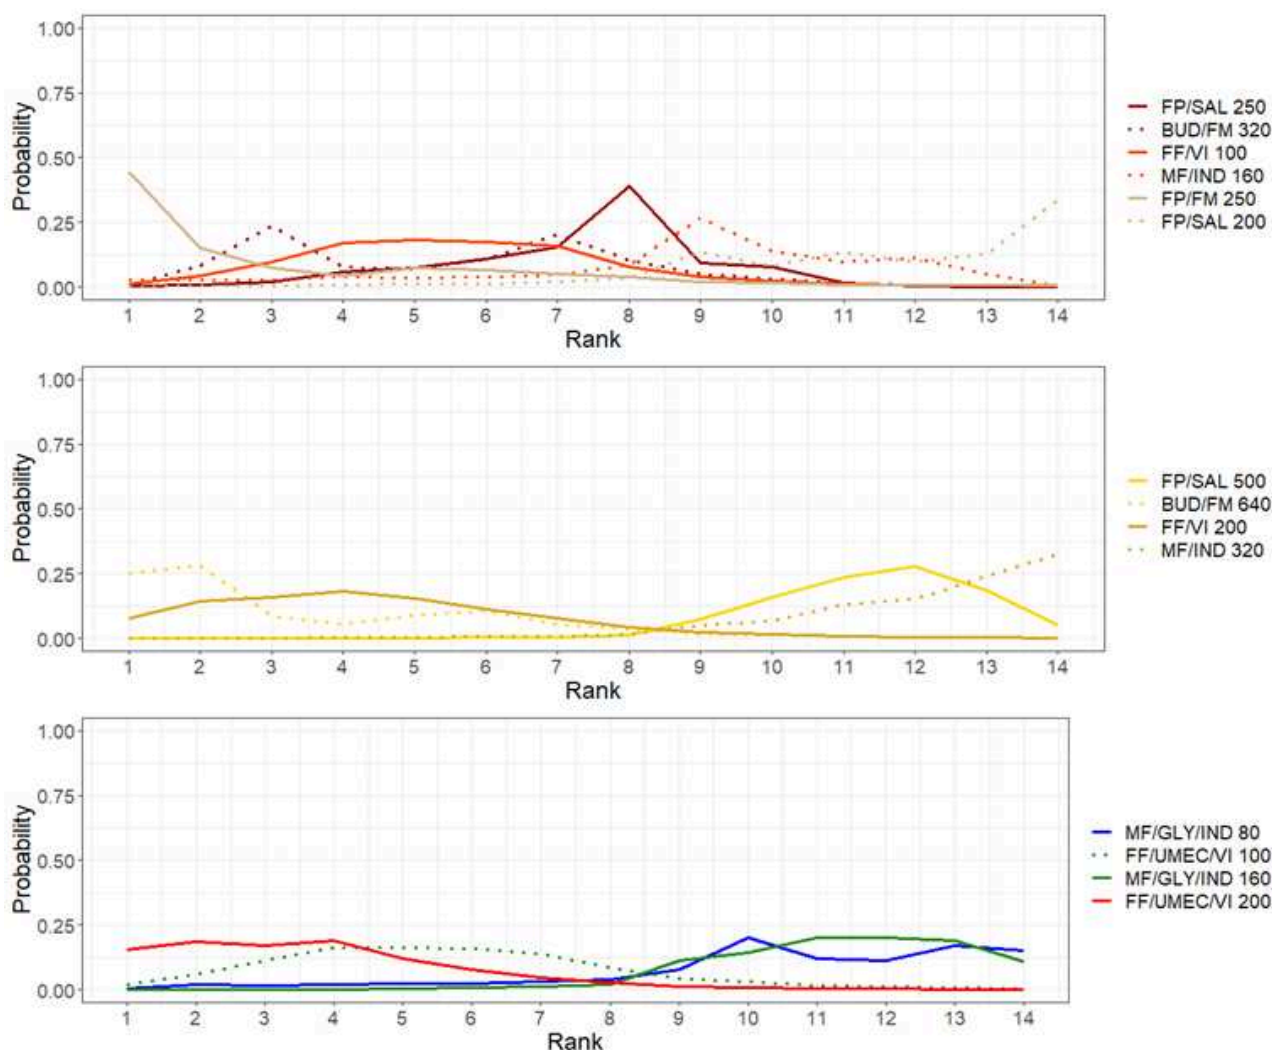 1.00
0.75
0.50
0.25
0.00
Probability
1 2 3 4 5 6 7 8 9 10 11 12 13 14
Rank
FP/SAL 250
BUD/FM 320
FF/VI 100
MF/IND 160
FP/FM 250
FP/SAL 200
1.00
0.75
0.50
0.25
0.00
Probability
1 2 3 4 5 6 7 8 9 10 11 12 13 14
Rank
FP/SAL 500
BUD/FM 640
FF/VI 200
MF/IND 320
1.00
0.75
0.50
0.25
0.00
Probability
1 2 3 4 5 6 7 8 9 10 11 12 13 14
Rank
MF/GLY/IND 80
FF/UMEC/VI 100
MF/GLY/IND 160
FF/UMEC/VI 200